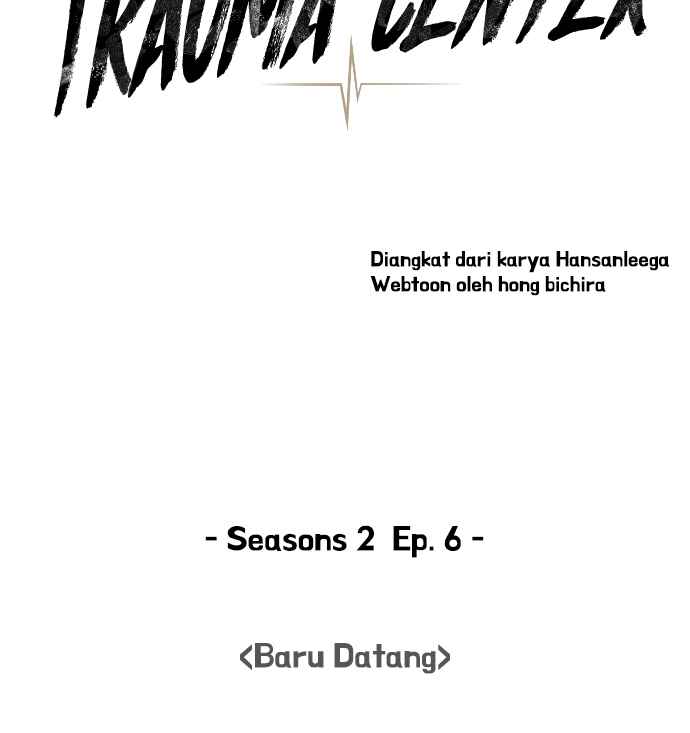 TRAUMA CENTER
Diangkat dari karya Hansanleega
Webtoon oleh hong bichira
- Seasons 2 Ep. 6 -
<Baru Datang>